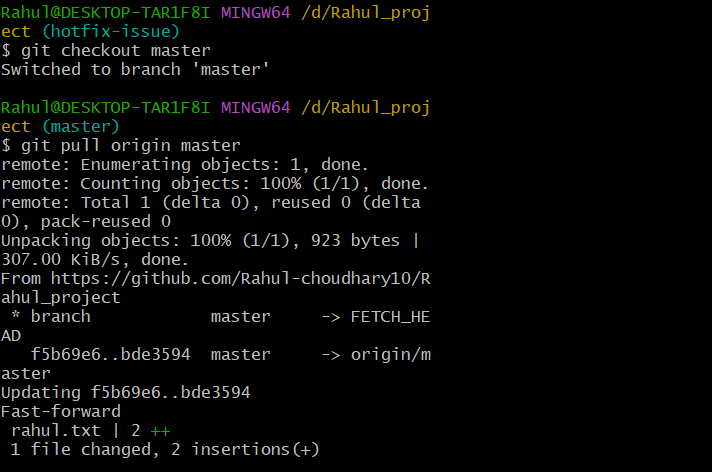 Rahul@DESKTOP-TAR1F8I MINGW64 /d/Rahul_proj
ect (hotfix-issue)
$ git checkout master
Switched to branch 'master'
Rahul@DESKTOP-TAR1F8I MINGW64 /d/Rahul_proj
ect (master)
$ git pull origin master
remote: Enumerating objects: 1, done.
remote: Counting objects: 100% (1/1), done.
remote: Total 1 (delta 0), reused 0 (delta
0), pack-reused 0
Unpacking objects: 100% (1/1), 923 bytes |
307.00 KiB/s, done.
From https://github.com/Rahul-choudhary10/R
ahul_project
 * branch            master     -> FETCH_HE
AD
   f5b69e6..bde3594  master     -> origin/m
aster
Updating f5b69e6..bde3594
Fast-forward
 rahul.txt | 2 ++
 1 file changed, 2 insertions(+)